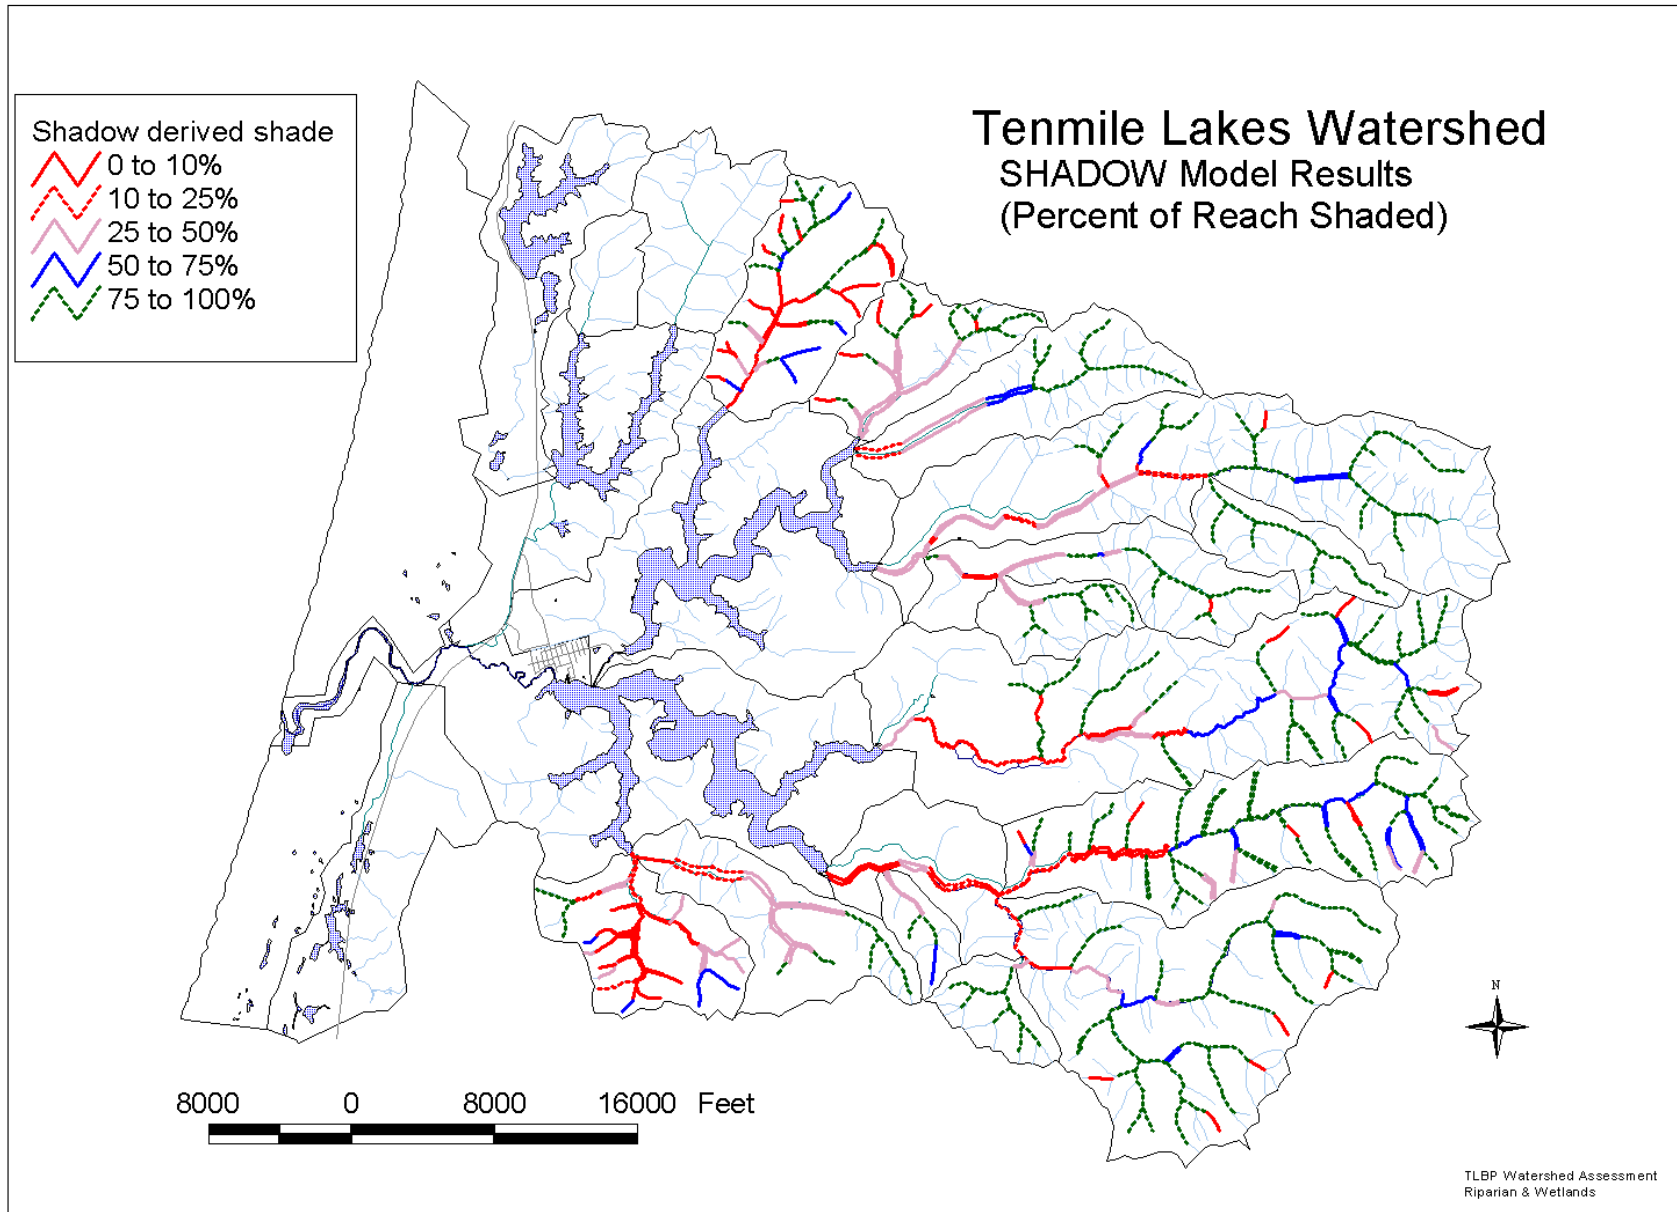 Tenmile Lakes Watershed
SHADOW Model Results
(Percent of Reach Shaded)
Shadow derived shade
0 to 10%
10 to 25%
25 to 50%
50 to 75%
75 to 100%
N
8000 0 8000 16000 Feet
TLBP Watershed Assessment
Riparian & Wetlands